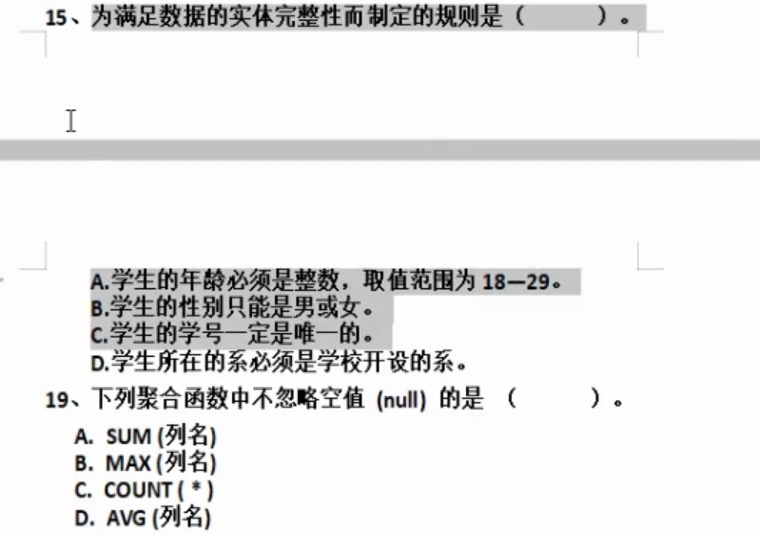 15、为满足数据的实体完整性而制定的规则是（　　　）。
A.学生的年龄必须是整数，取值范围为 18—29。
B.学生的性别只能是男或女。
C.学生的学号一定是唯一的。
D.学生所在的系必须是学校开设的系。
19、下列聚合函数中不忽略空值 (null) 的是 （　　　）。
A. SUM (列名)
B. MAX (列名)
C. COUNT ( * )
D. AVG (列名)